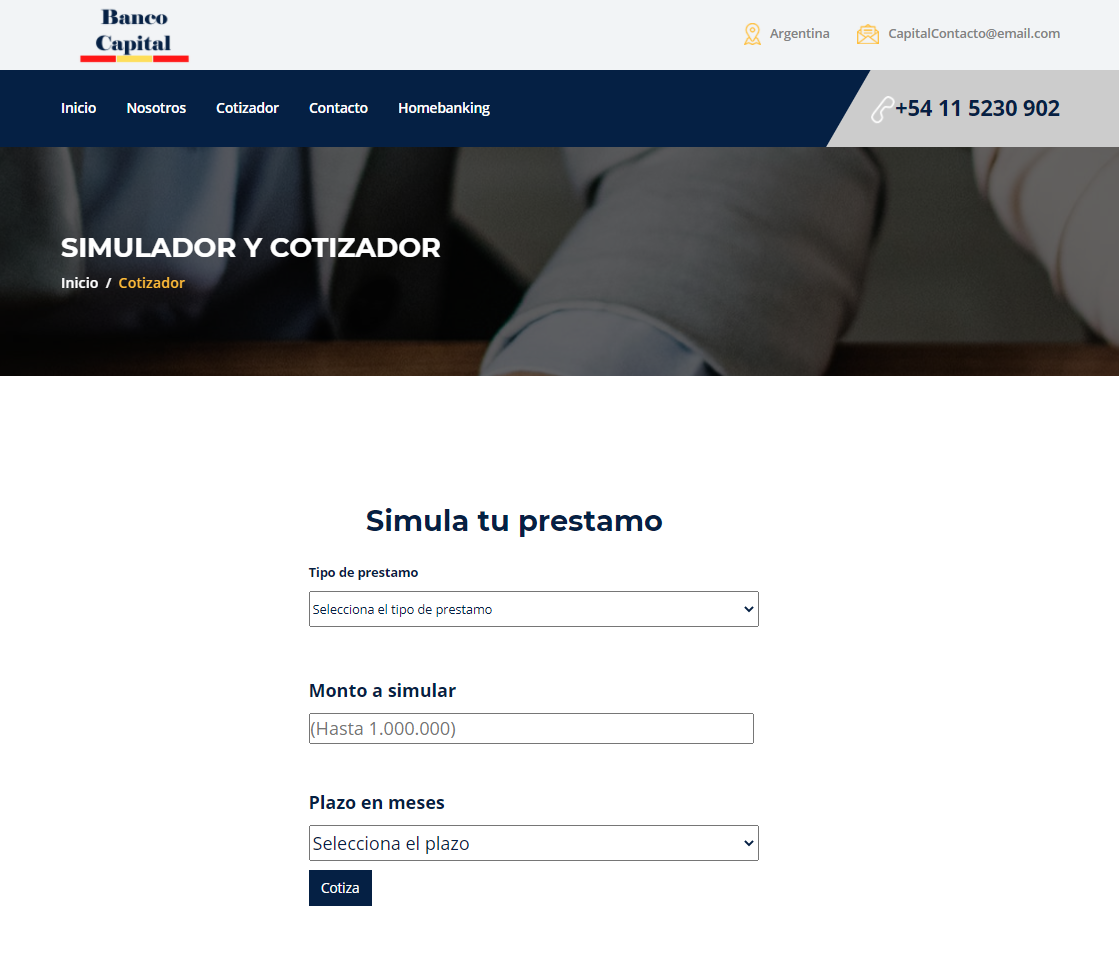 Banco
Capital
Argentina
CapitalContacto@email.com
Inicio Nosotros Cotizador Contacto Homebanking
+54 11 5230 902
SIMULADOR Y COTIZADOR
Inicio / Cotizador
Simula tu prestamo
Tipo de prestamo
Selecciona el tipo de prestamo
Monto a simular
(Hasta 1.000.000)
Plazo en meses
Selecciona el plazo
Cotiza